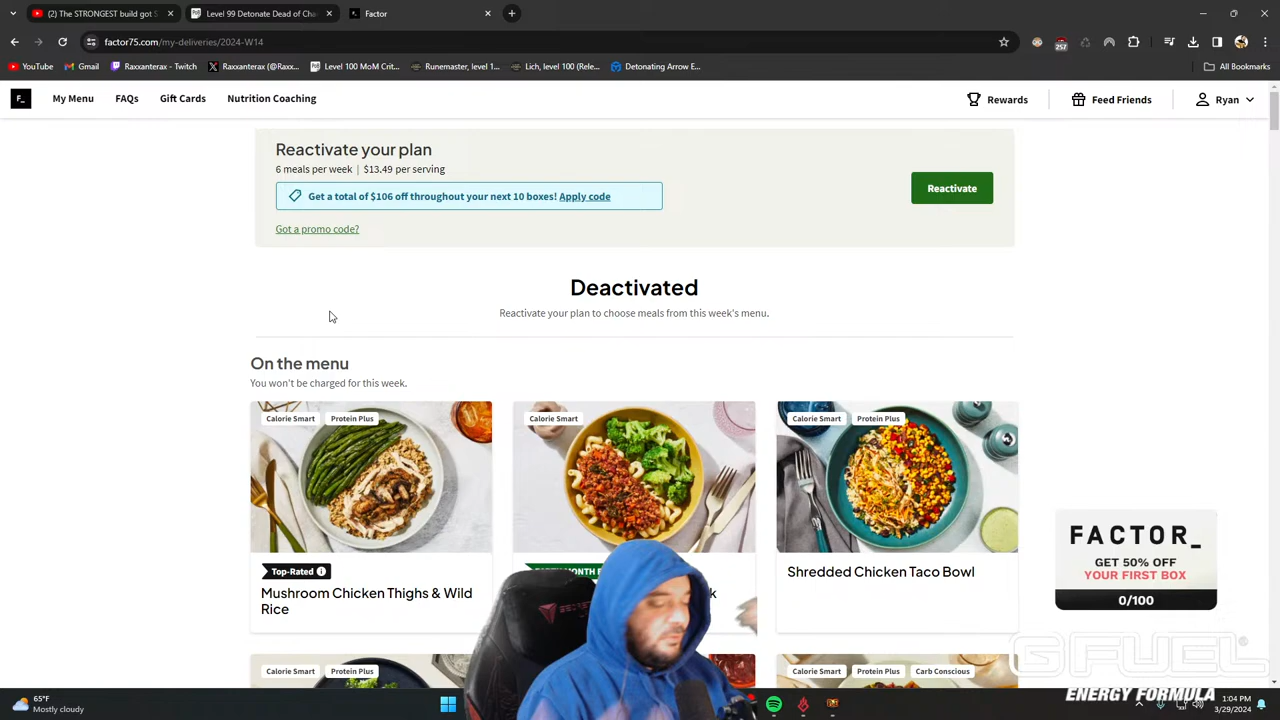 (2) The STRONGEST build got S
Level 99 Detonate Dead of Cha
Factor
factor75.com/my-deliveries/2024-W14
257
YouTube
Gmail
Raxxanterax - Twitch
Raxxanterax (@Raxx...
Level 100 MoM Crit...
Runemaster, level 1...
Lich, level 100 (Rele...
Detonating Arrow E...
All Bookmarks
F_
My Menu
FAQs
Gift Cards
Nutrition Coaching
Rewards
Feed Friends
Ryan
Reactivate your plan
6 meals per week | $13.49 per serving
Get a total of $106 off throughout your next 10 boxes! Apply code
Got a promo code?
Reactivate
Deactivated
Reactivate your plan to choose meals from this week's menu.
On the menu
You won't be charged for this week.
Calorie Smart
Protein Plus
Calorie Smart
Calorie Smart
Protein Plus
Top-Rated
Mushroom Chicken Thighs & Wild
Rice
Shredded Chicken Taco Bowl
Calorie Smart
Protein Plus
Calorie Smart
Protein Plus
Carb Conscious
FACTOR_
GET 50% OFF
YOUR FIRST BOX
0/100
GFUEL
ENERGY FORMULA
65°F
Mostly cloudy
1:04 PM
3/29/2024